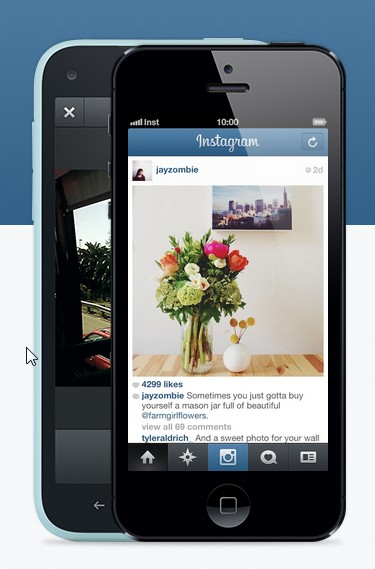 Inst 10:00
Instagram
jayzombie 2d
4299 likes
jayzombie Sometimes you just gotta buy
yourself a mason jar full of beautiful
@farmgirlflowers.
view all 69 comments
tyleraldrich_ And a sweet photo for your wall